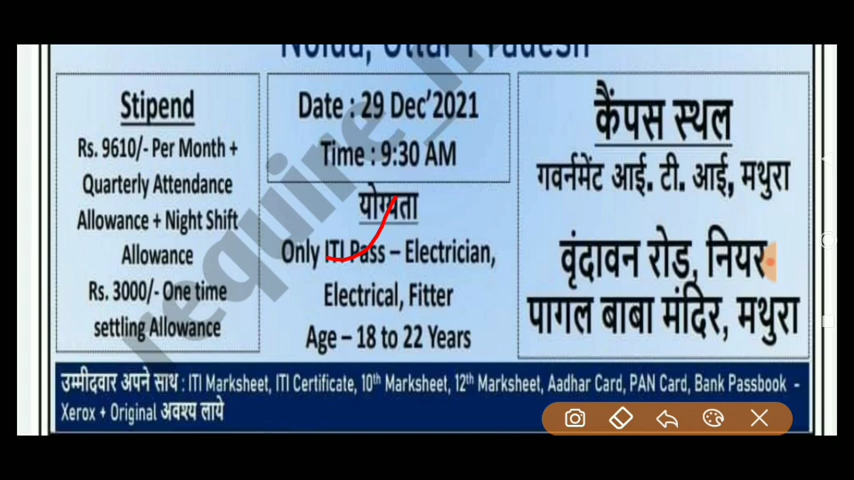 Noida, Uttar Pradesh
Stipend
Rs. 9610/- Per Month +
Quarterly Attendance
Allowance + Night Shift
Allowance
Rs. 3000/- One time
settling Allowance
Date : 29 Dec'2021
Time : 9:30 AM
योग्यता
Only ITI Pass – Electrician,
Electrical, Fitter
Age – 18 to 22 Years
कैंपस स्थल
गवर्नमेंट आई. टी. आई, मथुरा
वृंदावन रोड, नियर
पागल बाबा मंदिर, मथुरा
उम्मीदवार अपने साथ : ITI Marksheet, ITI Certificate, 10th Marksheet, 12th Marksheet, Aadhar Card, PAN Card, Bank Passbook -
Xerox + Original अवश्य लाये